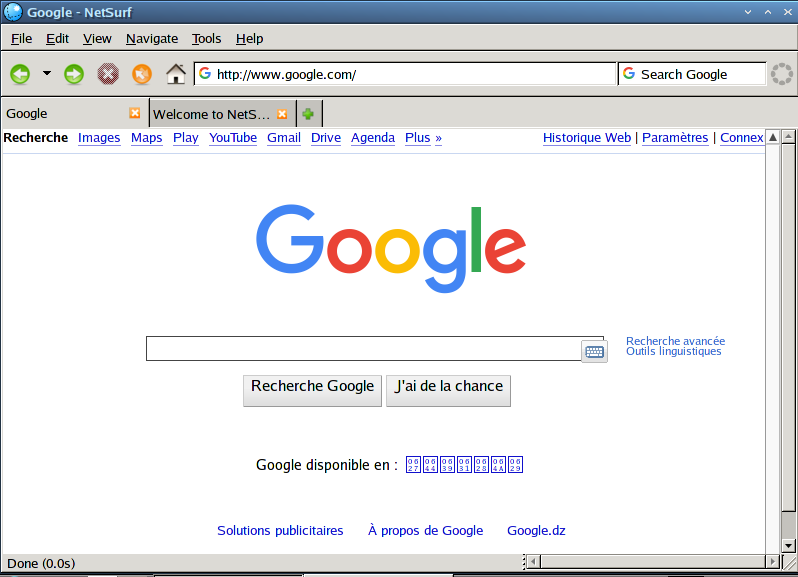 Google - NetSurf
File Edit View Navigate Tools Help
http://www.google.com/ Search Google
Google Welcome to NetS...
Recherche Images Maps Play YouTube Gmail Drive Agenda Plus » Historique Web | Paramètres | Connex
Google
Recherche avancée
Outils linguistiques
Recherche Google J'ai de la chance
Google disponible en :
Solutions publicitaires À propos de Google Google.dz
Done (0.0s)